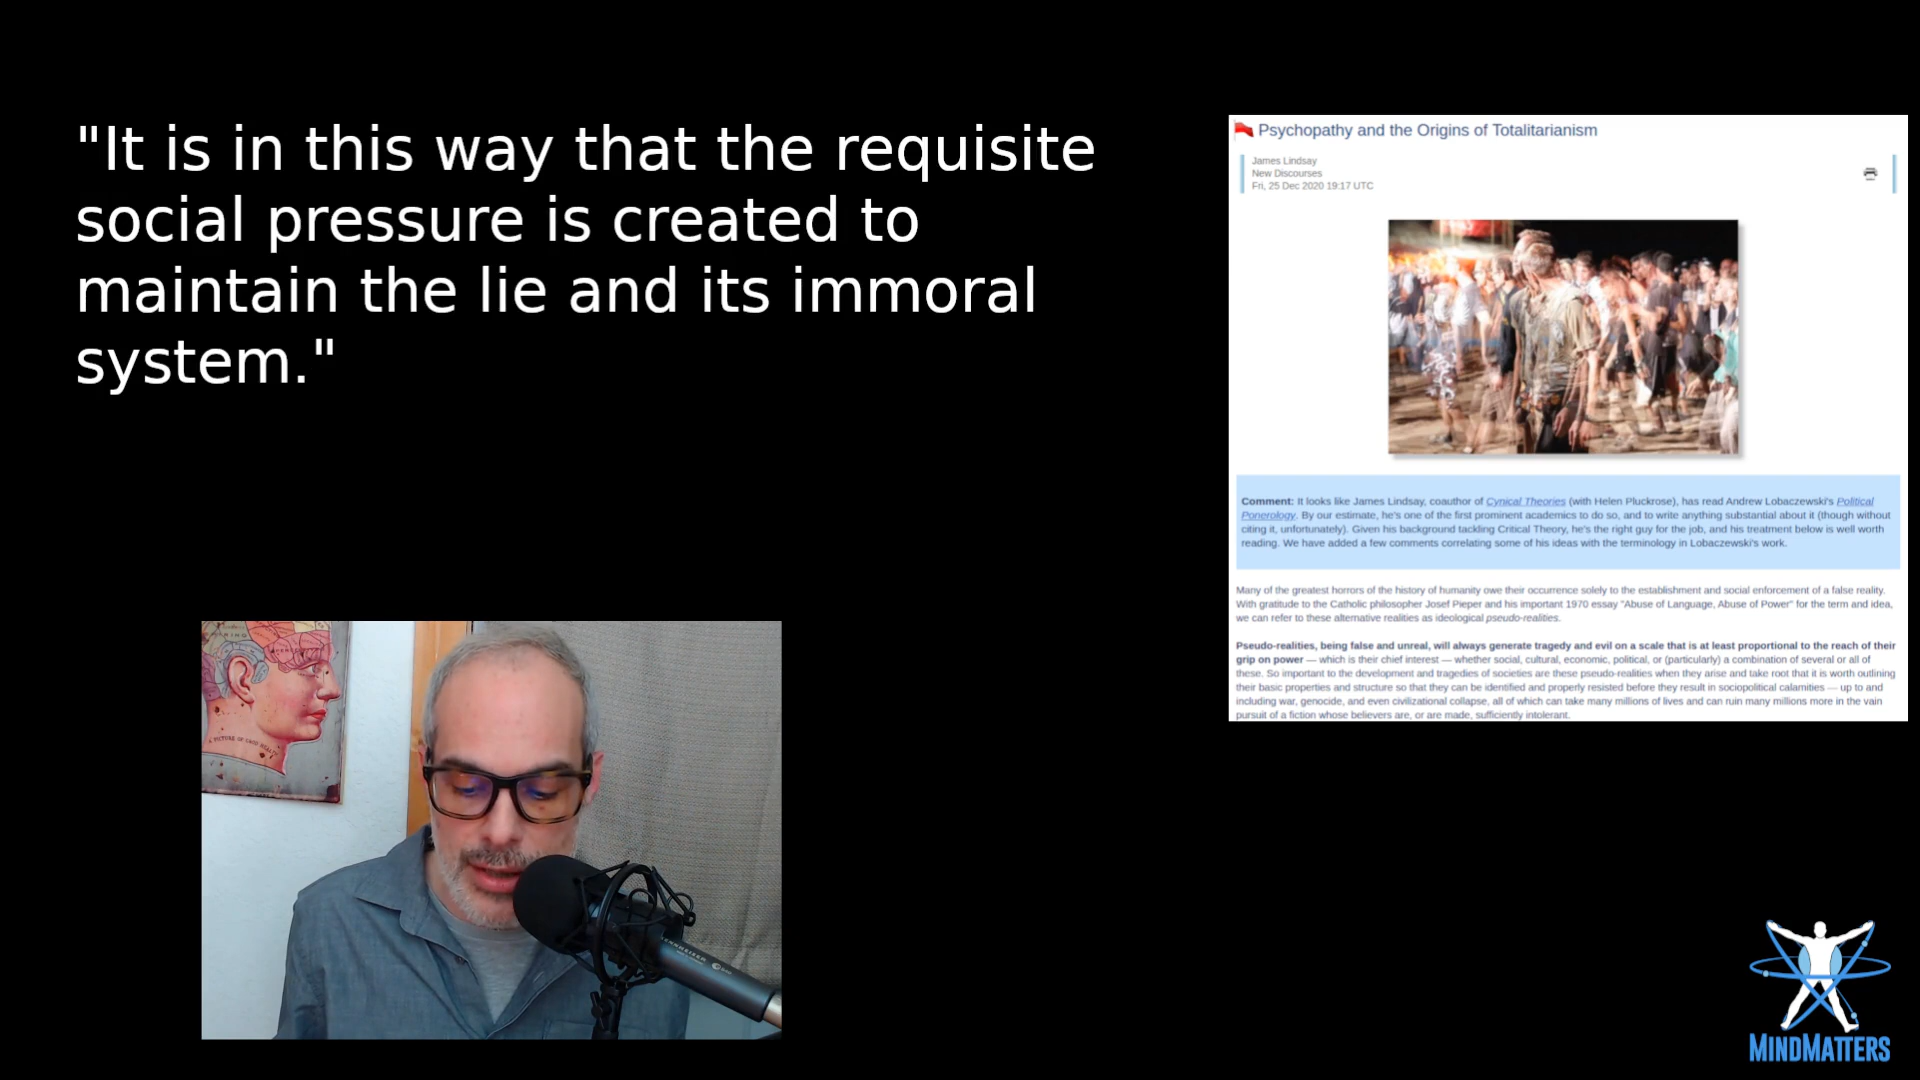 "It is in this way that the requisite
social pressure is created to
maintain the lie and its immoral
system."
Psychopathy and the Origins of Totalitarianism
James Lindsay
New Discourses
Fri, 25 Dec 2020 19:17 UTC
Comment: It looks like James Lindsay, coauthor of Cynical Theories (with Helen Pluckrose), has read Andrew Lobaczewski's Political
Ponerology. By our estimate, he's one of the first prominent academics to do so, and to write anything substantial about it (though without
citing it, unfortunately). Given his background tackling Critical Theory, he's the right guy for the job, and his treatment below is well worth
reading. We have added a few comments correlating some of his ideas with the terminology in Lobaczewski's work.
Many of the greatest horrors of the history of humanity owe their occurrence solely to the establishment and social enforcement of a false reality.
With gratitude to the Catholic philosopher Josef Pieper and his important 1970 essay "Abuse of Language, Abuse of Power" for the term and idea,
we can refer to these alternative realities as ideological pseudo-realities.
Pseudo-realities, being false and unreal, will always generate tragedy and evil on a scale that is at least proportional to the reach of their
grip on power — which is their chief interest — whether social, cultural, economic, political, or (particularly) a combination of several or all of
these. So important to the development and tragedies of societies are these pseudo-realities when they arise and take root that it is worth outlining
their basic properties and structure so that they can be identified and properly resisted before they result in sociopolitical calamities — up to and
including war, genocide, and even civilizational collapse, all of which can take many millions of lives and can ruin many millions more in the vain
pursuit of a fiction whose believers are, or are made, sufficiently intolerant.
A PICTURE OF GOOD HEALTH
SENNHEISER
MINDMATTERS